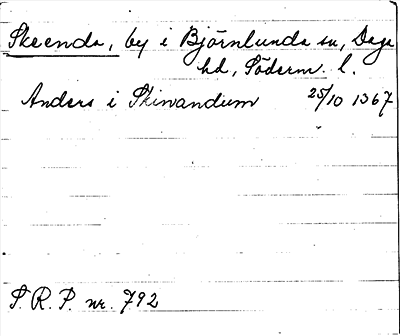 Skeenda, by i Björnlunda sn, Daga
hd, Söderm. l.
Anders i Skiwandum 25/10 1367
S. R. P. nr. 792